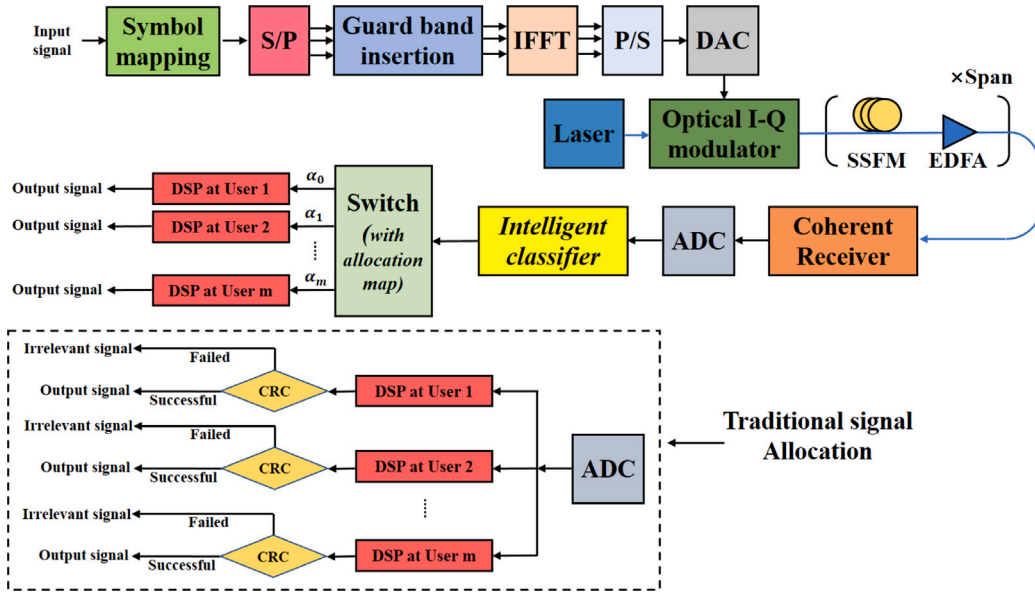 Input
signal
Symbol
mapping
S/P
Guard band
insertion
IFFT
P/S
DAC
×Span
Laser
Optical I-Q
modulator
SSFM
EDFA
Output signal
DSP at User 1
α₀
Output signal
DSP at User 2
α₁
Output signal
DSP at User m
αₘ
Switch
(with
allocation
map)
Intelligent
classifier
ADC
Coherent
Receiver
Irrelevant signal
Failed
Output signal
Successful
CRC
DSP at User 1
Irrelevant signal
Failed
Output signal
Successful
CRC
DSP at User 2
Irrelevant signal
Failed
Output signal
Successful
CRC
DSP at User m
ADC
Traditional signal
Allocation